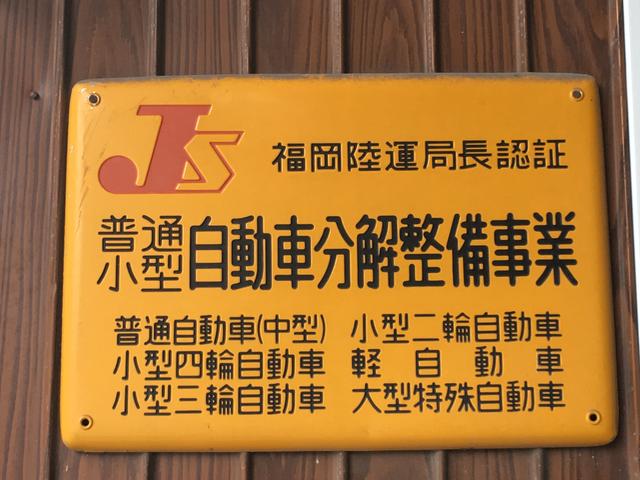 JS
福岡陸運局長認証
普通
小型
自動車分解整備事業
普通自動車(中型)
小型四輪自動車
小型三輪自動車
小型二輪自動車
軽自動車
大型特殊自動車